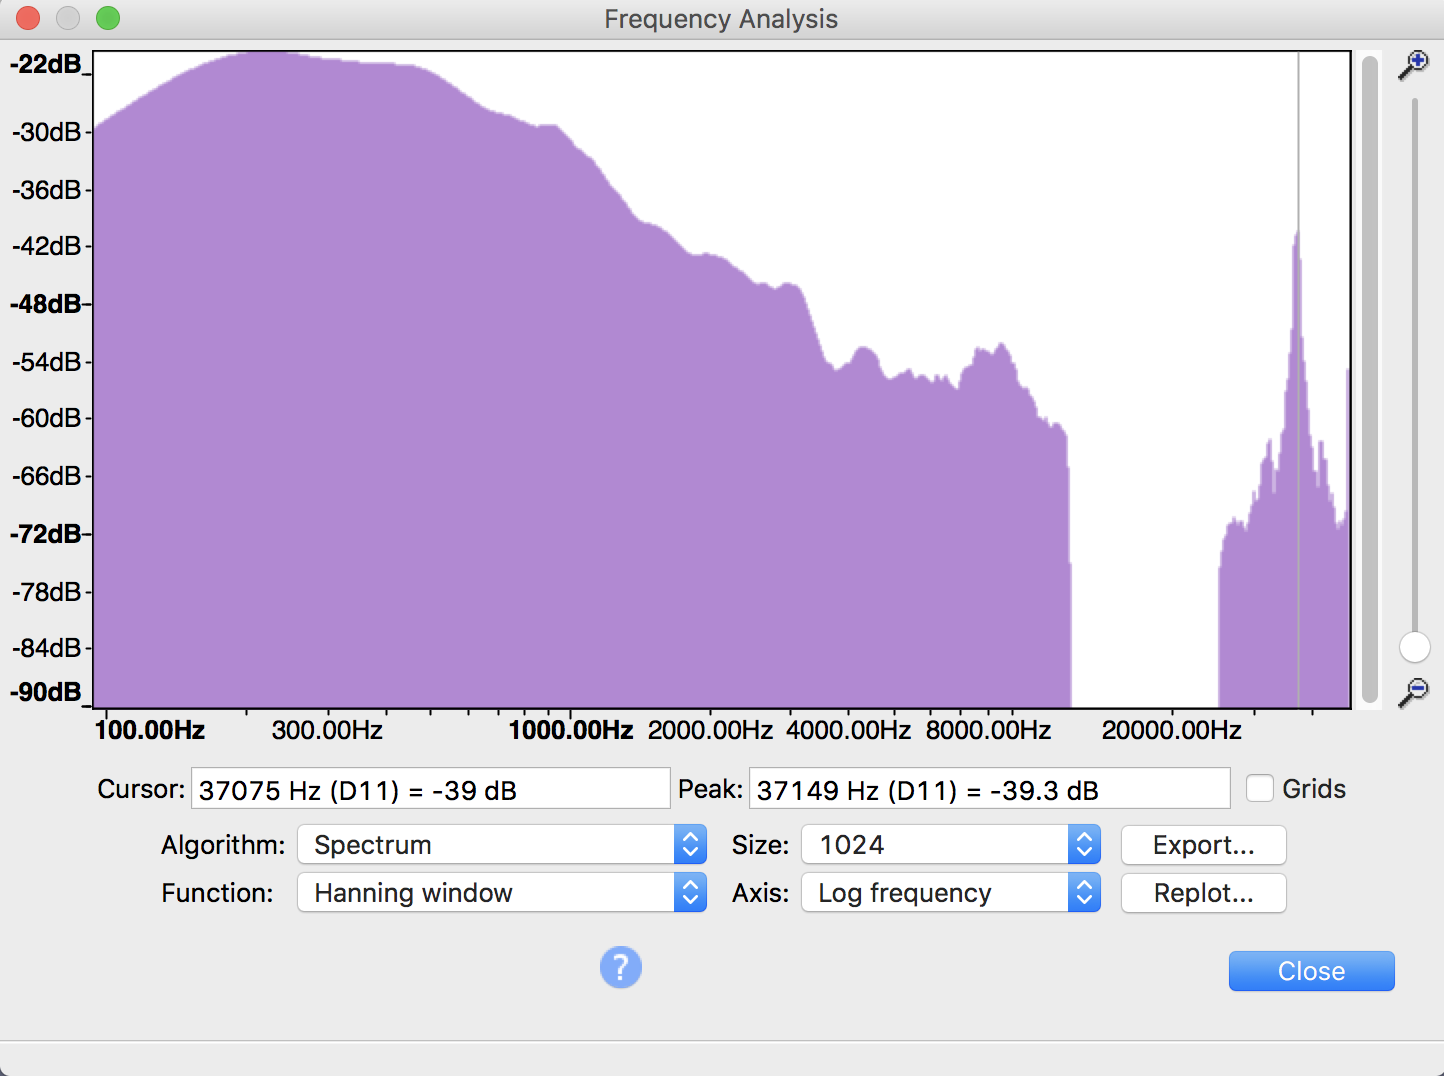 Frequency Analysis
-22dB
-30dB
-36dB
-42dB
-48dB
-54dB
-60dB
-66dB
-72dB
-78dB
-84dB
-90dB
100.00Hz 300.00Hz 1000.00Hz 2000.00Hz 4000.00Hz 8000.00Hz 20000.00Hz
Cursor: 37075 Hz (D11) = -39 dB Peak: 37149 Hz (D11) = -39.3 dB Grids
Algorithm: Spectrum Size: 1024 Export...
Function: Hanning window Axis: Log frequency Replot...
?
Close